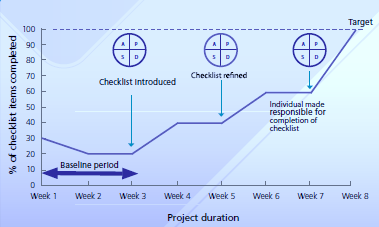 Target
% of checklist items completed
100
90
80
70
60
50
40
30
20
10
0
A P
S D
A P
S D
A P
S D
Checklist Introduced
Checklist refined
Individual made
responsible for
completion of
checklist
Baseline period
Week 1 Week 2 Week 3 Week 4 Week 5 Week 6 Week 7 Week 8
Project duration